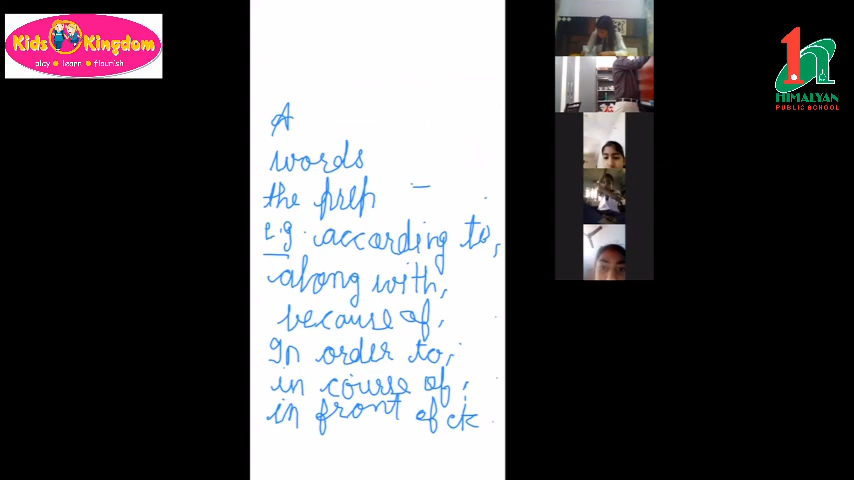 Kids Kingdom
play • learn • flourish
HIMALYAN
PUBLIC SCHOOL
A
words
the prep -
e.g. according to,
along with,
because of,
In order to,
in course of,
in front of etc